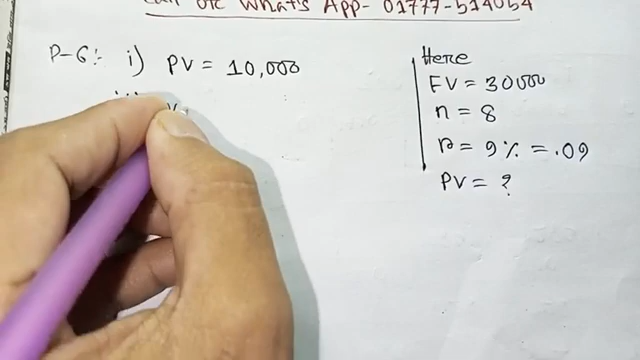 Call or What's App- 01777-514054
P-6:- i) PV = 10,000
Here
FV = 30000
n = 8
r = 9% = .09
PV = ?